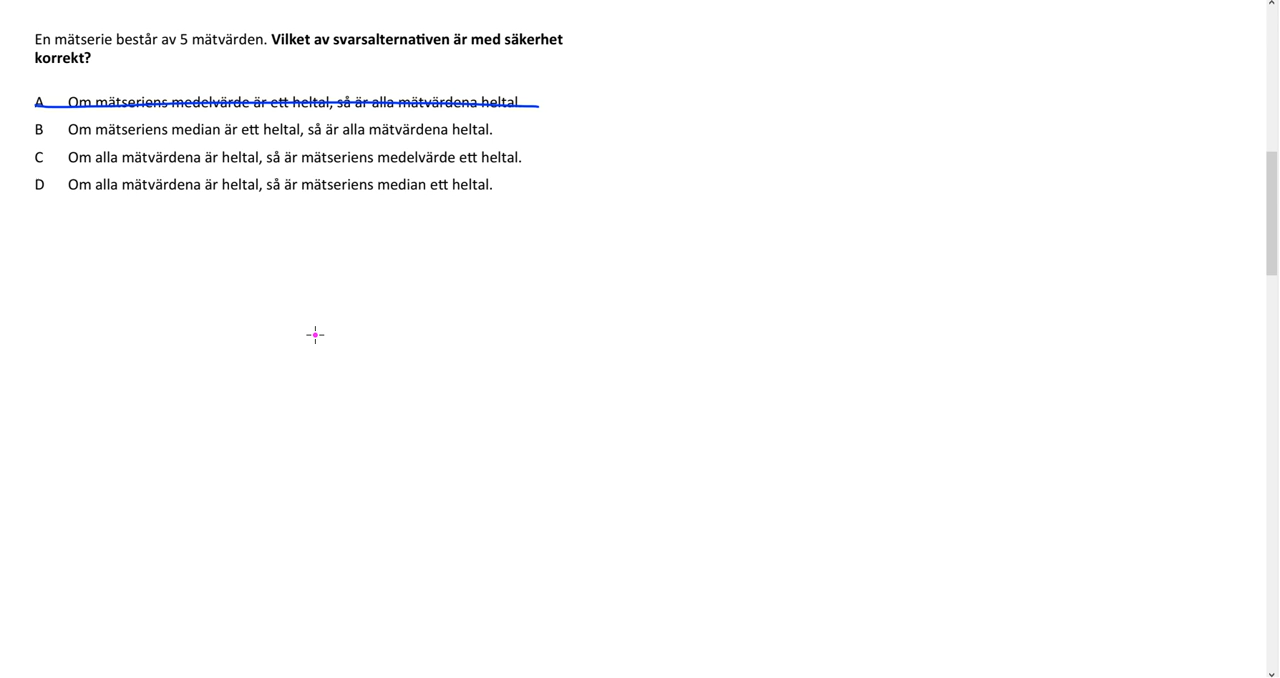 En mätserie består av 5 mätvärden. Vilket av svarsalternativen är med säkerhet
korrekt?
A Om mätseriens medelvärde är ett heltal, så är alla mätvärdena heltal.
B Om mätseriens median är ett heltal, så är alla mätvärdena heltal.
C Om alla mätvärdena är heltal, så är mätseriens medelvärde ett heltal.
D Om alla mätvärdena är heltal, så är mätseriens median ett heltal.